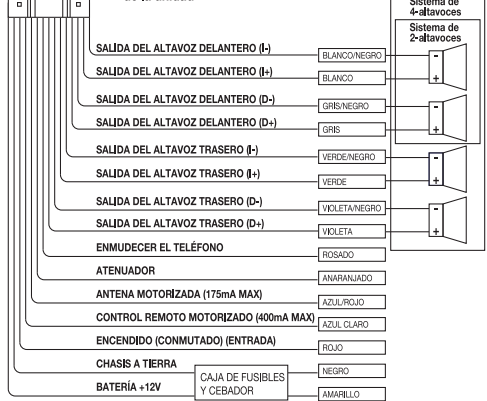 Sistema de
4-altavoces
Sistema de
2-altavoces
SALIDA DEL ALTAVOZ DELANTERO (I-)
BLANCO/NEGRO
-
SALIDA DEL ALTAVOZ DELANTERO (I+)
BLANCO
+
SALIDA DEL ALTAVOZ DELANTERO (D-)
GRIS/NEGRO
-
SALIDA DEL ALTAVOZ DELANTERO (D+)
GRIS
+
SALIDA DEL ALTAVOZ TRASERO (I-)
VERDE/NEGRO
-
SALIDA DEL ALTAVOZ TRASERO (I+)
VERDE
+
SALIDA DEL ALTAVOZ TRASERO (D-)
VIOLETA/NEGRO
-
SALIDA DEL ALTAVOZ TRASERO (D+)
VIOLETA
+
ENMUDECER EL TELÉFONO
ROSADO
ATENUADOR
ANARANJADO
ANTENA MOTORIZADA (175mA MAX)
AZUL/ROJO
CONTROL REMOTO MOTORIZADO (400mA MAX)
AZUL CLARO
ENCENDIDO (CONMUTADO) (ENTRADA)
ROJO
CHASIS A TIERRA
NEGRO
CAJA DE FUSIBLES
Y CEBADOR
BATERÍA +12V
AMARILLO